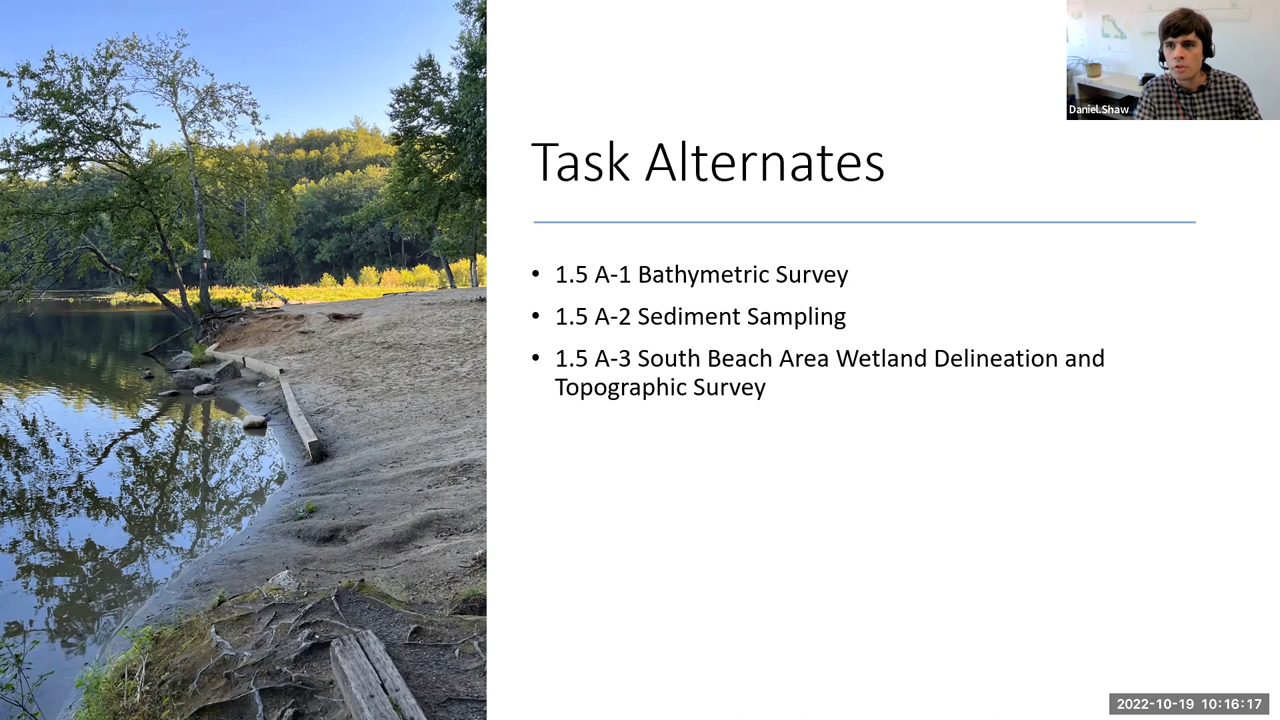 Daniel.Shaw
Task Alternates
• 1.5 A-1 Bathymetric Survey
• 1.5 A-2 Sediment Sampling
• 1.5 A-3 South Beach Area Wetland Delineation and
Topographic Survey
2022-10-19 10:16:17